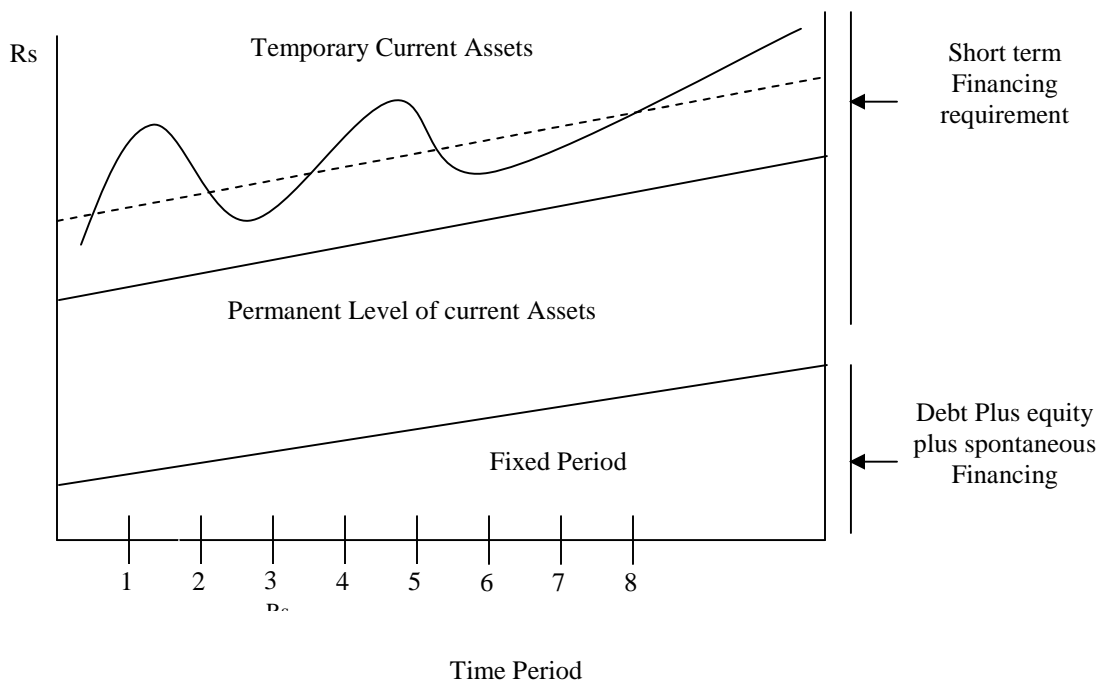 Rs
Temporary Current Assets
Short term
Financing
requirement
Permanent Level of current Assets
Debt Plus equity
plus spontaneous
Financing
Fixed Period
1 2 3 4 5 6 7 8
Rs
Time Period